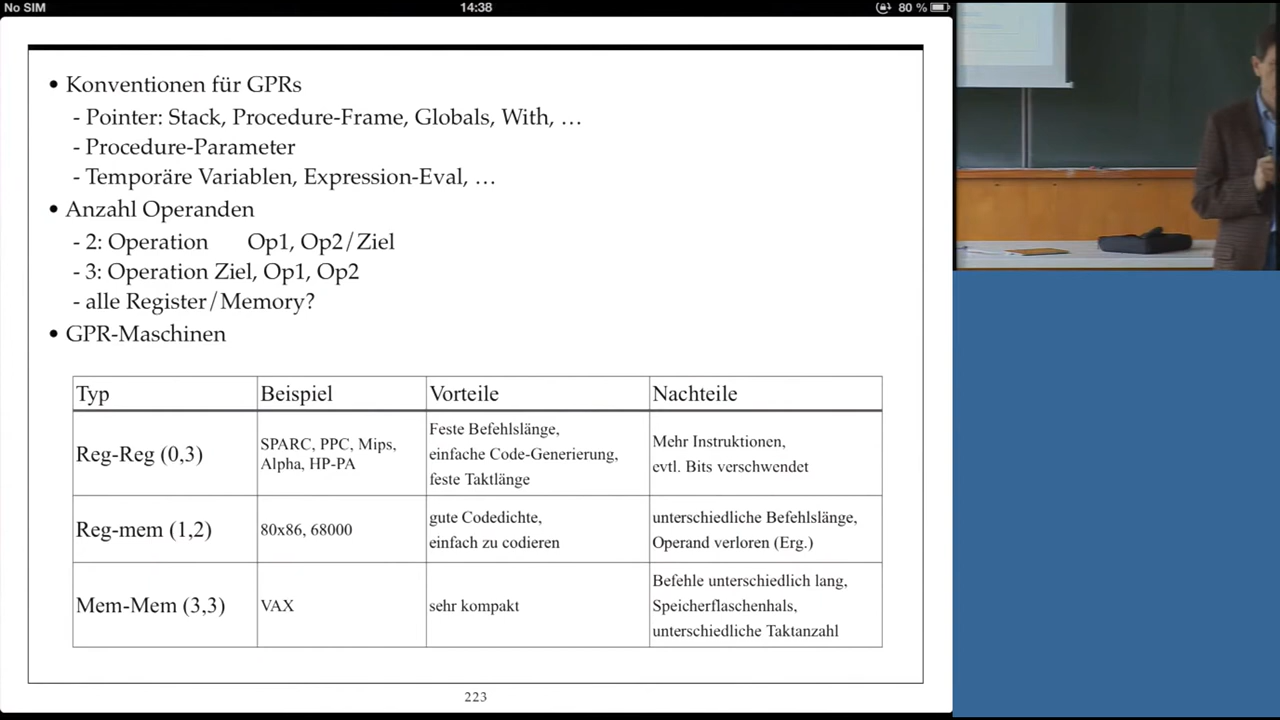 No SIM 14:38 80 %
• Konventionen für GPRs
- Pointer: Stack, Procedure-Frame, Globals, With, …
- Procedure-Parameter
- Temporäre Variablen, Expression-Eval, …
• Anzahl Operanden
- 2: Operation Op1, Op2/Ziel
- 3: Operation Ziel, Op1, Op2
- alle Register/Memory?
• GPR-Maschinen
Typ Beispiel Vorteile Nachteile
Reg-Reg (0,3)
SPARC, PPC, Mips,
Alpha, HP-PA
Feste Befehlslänge,
einfache Code-Generierung,
feste Taktlänge
Mehr Instruktionen,
evtl. Bits verschwendet
Reg-mem (1,2)
80x86, 68000
gute Codedichte,
einfach zu codieren
unterschiedliche Befehlslänge,
Operand verloren (Erg.)
Mem-Mem (3,3)
VAX
sehr kompakt
Befehle unterschiedlich lang,
Speicherflaschenhals,
unterschiedliche Taktanzahl
223